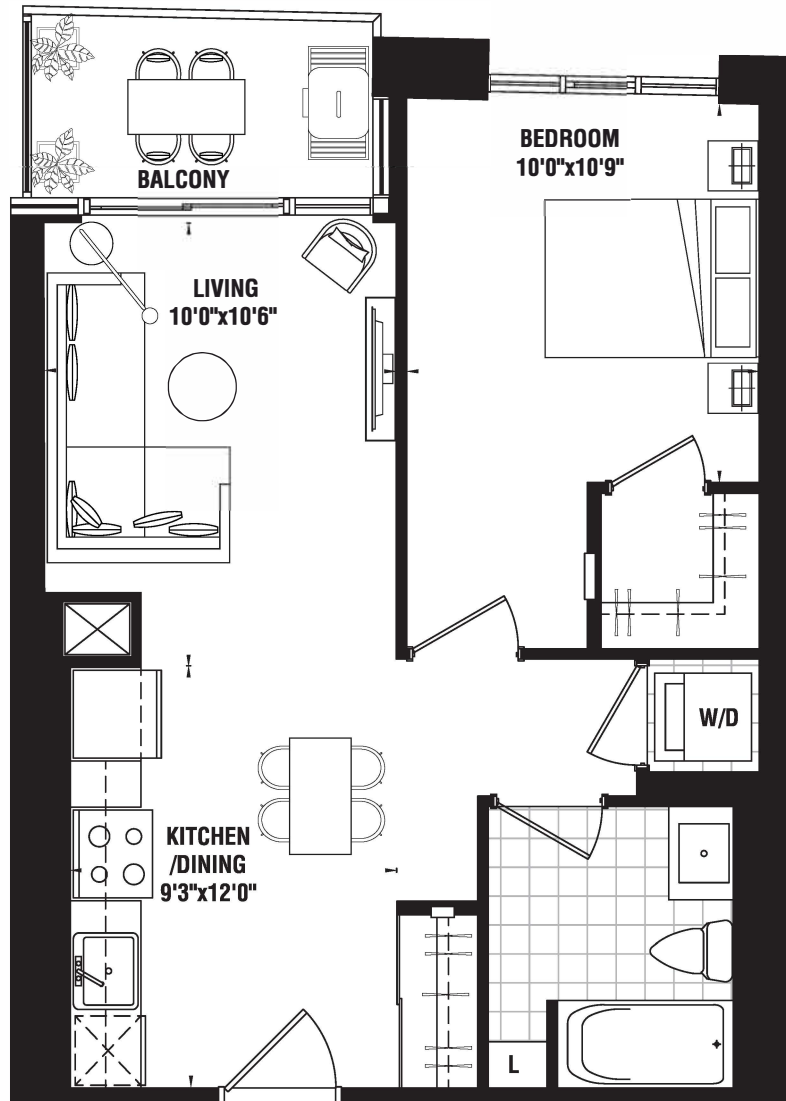 BALCONY
BEDROOM
10'0"x10'9"
LIVING
10'0"x10'6"
W/D
KITCHEN
/DINING
9'3"x12'0"
L